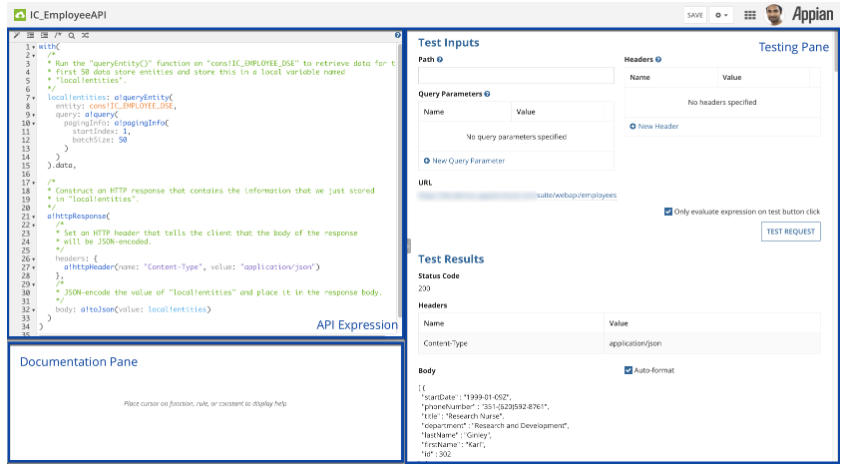 IC_EmployeeAPI
SAVE
Appian
1 with(
2 /*
3 * Run the "queryEntity()" function on "cons!IC_EMPLOYEE_DSE" to retrieve data for t
4 * first 50 data store entities and store this in a local variable named
5 * "local!entities".
6 */
7 local!entities: a!queryEntity(
8 entity: cons!IC_EMPLOYEE_DSE,
9 query: a!query(
10 pagingInfo: a!pagingInfo(
11 startIndex: 1,
12 batchSize: 50
13 )
14 )
15 ).data,
16
17 /*
18 * Construct an HTTP response that contains the information that we just stored
19 * in "local!entities".
20 */
21 a!httpResponse(
22 /*
23 * Set an HTTP header that tells the client that the body of the response
24 * will be JSON-encoded.
25 */
26 headers: {
27 a!httpHeader(name: "Content-Type", value: "application/json")
28 },
29 /*
30 * JSON-encode the value of "local!entities" and place it in the response body.
31 */
32 body: a!toJson(value: local!entities)
33 )
34 )
35
API Expression
Documentation Pane
Place cursor on function, rule, or constant to display help
Testing Pane
Test Inputs
Path
Headers
Name Value
No headers specified
New Header
Query Parameters
Name Value
No query parameters specified
New Query Parameter
URL
suite/webapi/employees
Only evaluate expression on test button click
TEST REQUEST
Test Results
Status Code
200
Headers
Name Value
Content-Type application/json
Body
Auto-format
[ {
"startDate" : "1999-01-09Z",
"phoneNumber" : "351-(620)592-8761",
"title" : "Research Nurse",
"department" : "Research and Development",
"lastName" : "Ginley",
"firstName" : "Karl",
"id" : 302